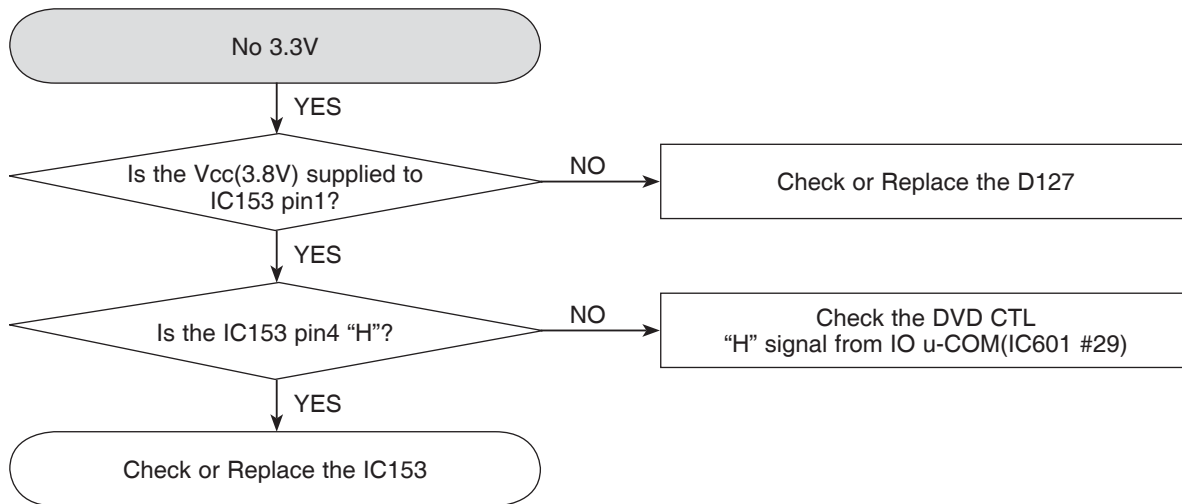 No 3.3V
YES
Is the Vcc(3.8V) supplied to
IC153 pin1?
NO
Check or Replace the D127
YES
Is the IC153 pin4 “H”?
NO
Check the DVD CTL
“H” signal from IO u-COM(IC601 #29)
YES
Check or Replace the IC153